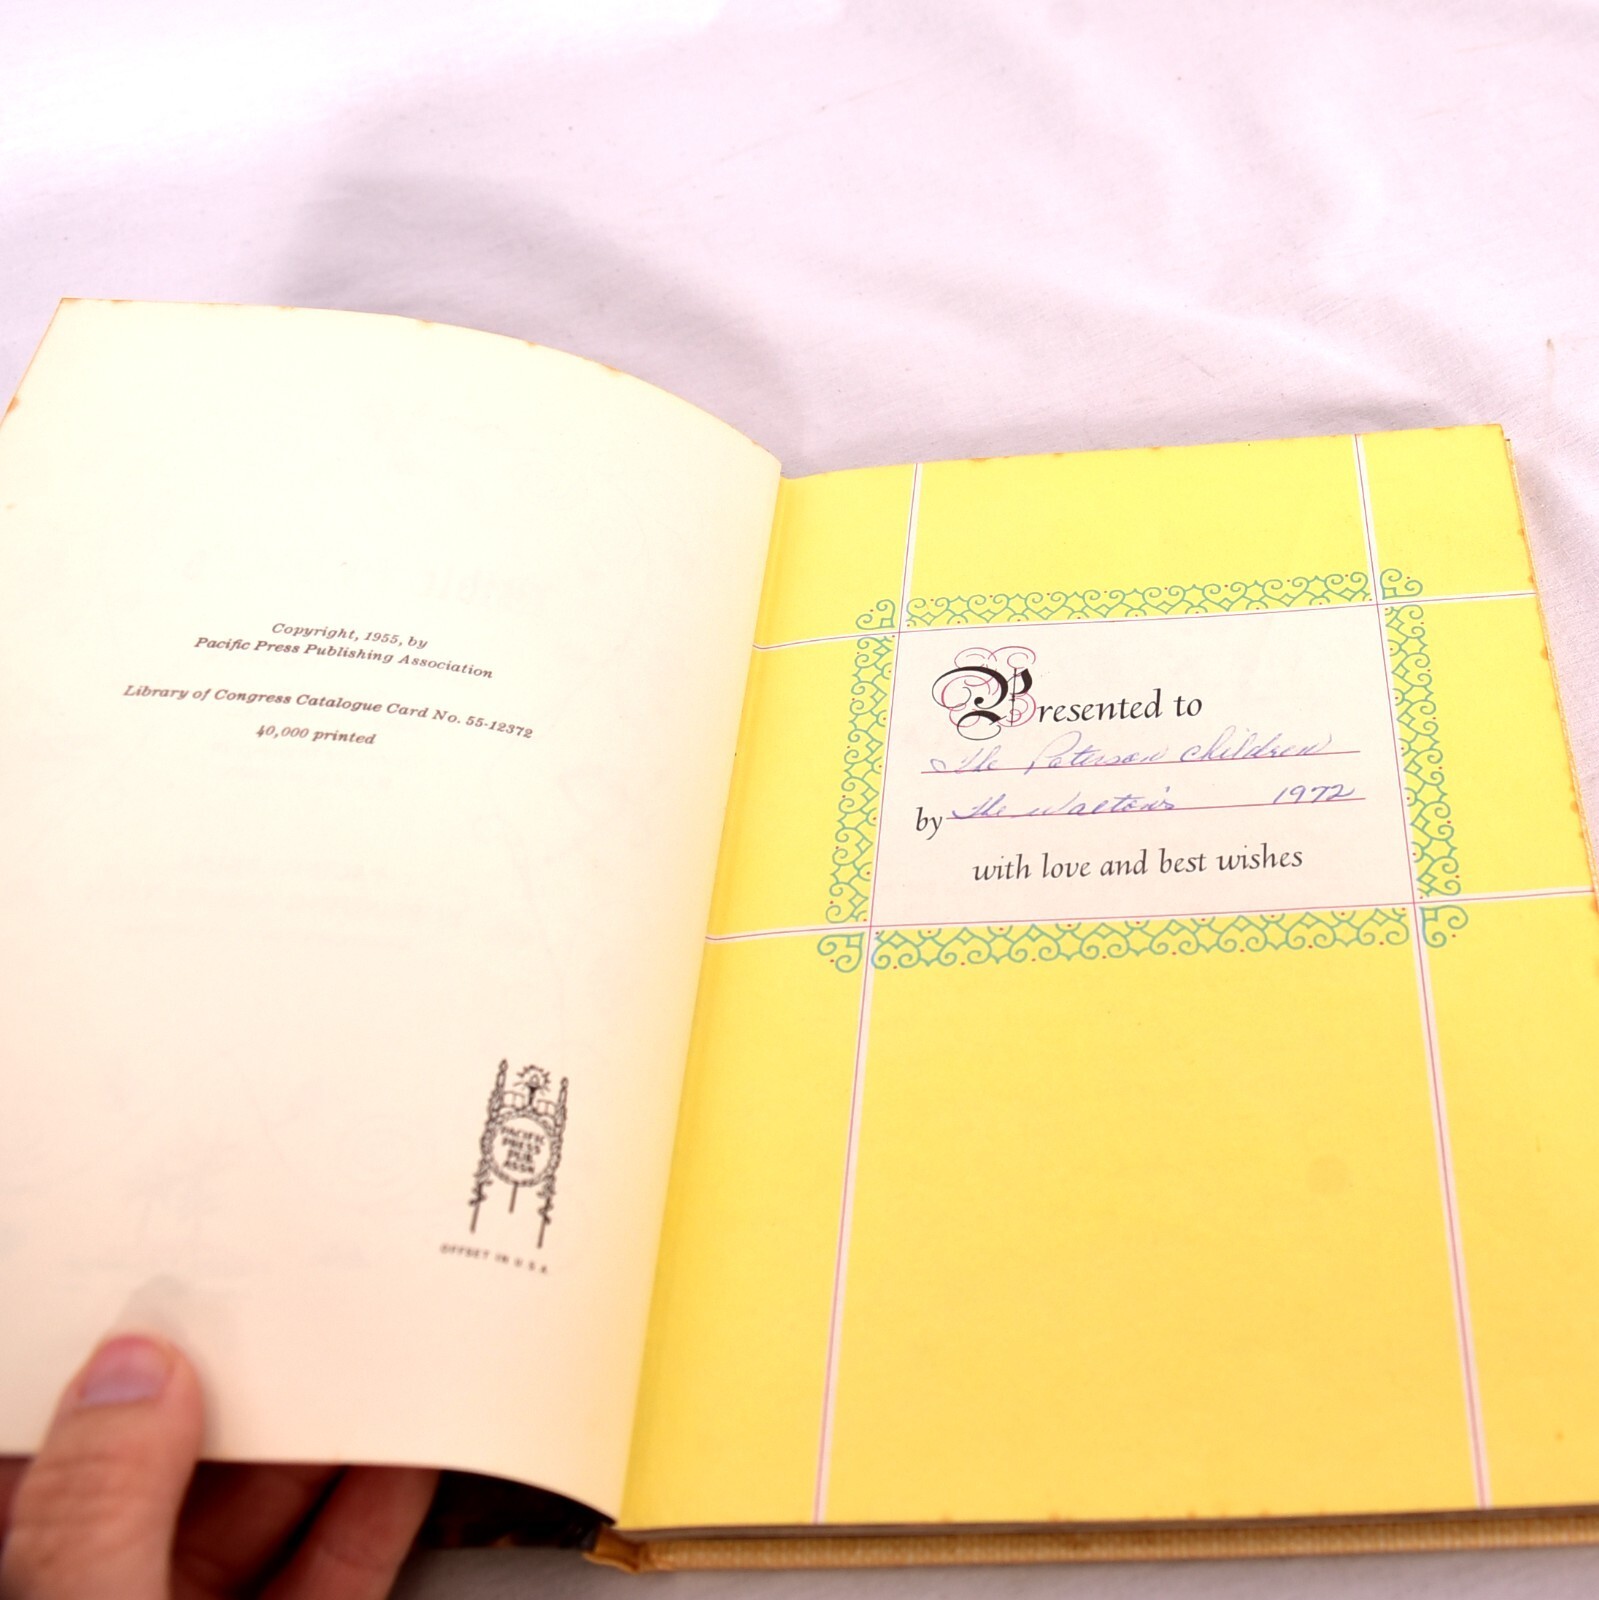 Copyright, 1955, by
Pacific Press Publishing Association
Library of Congress Catalogue Card No. 55-12372
40,000 printed
PACIFIC
PRESS
PUB.
ASSN
OFFSET IN U S A
Presented to
The Paterson Children
by The Walton's 1972
with love and best wishes